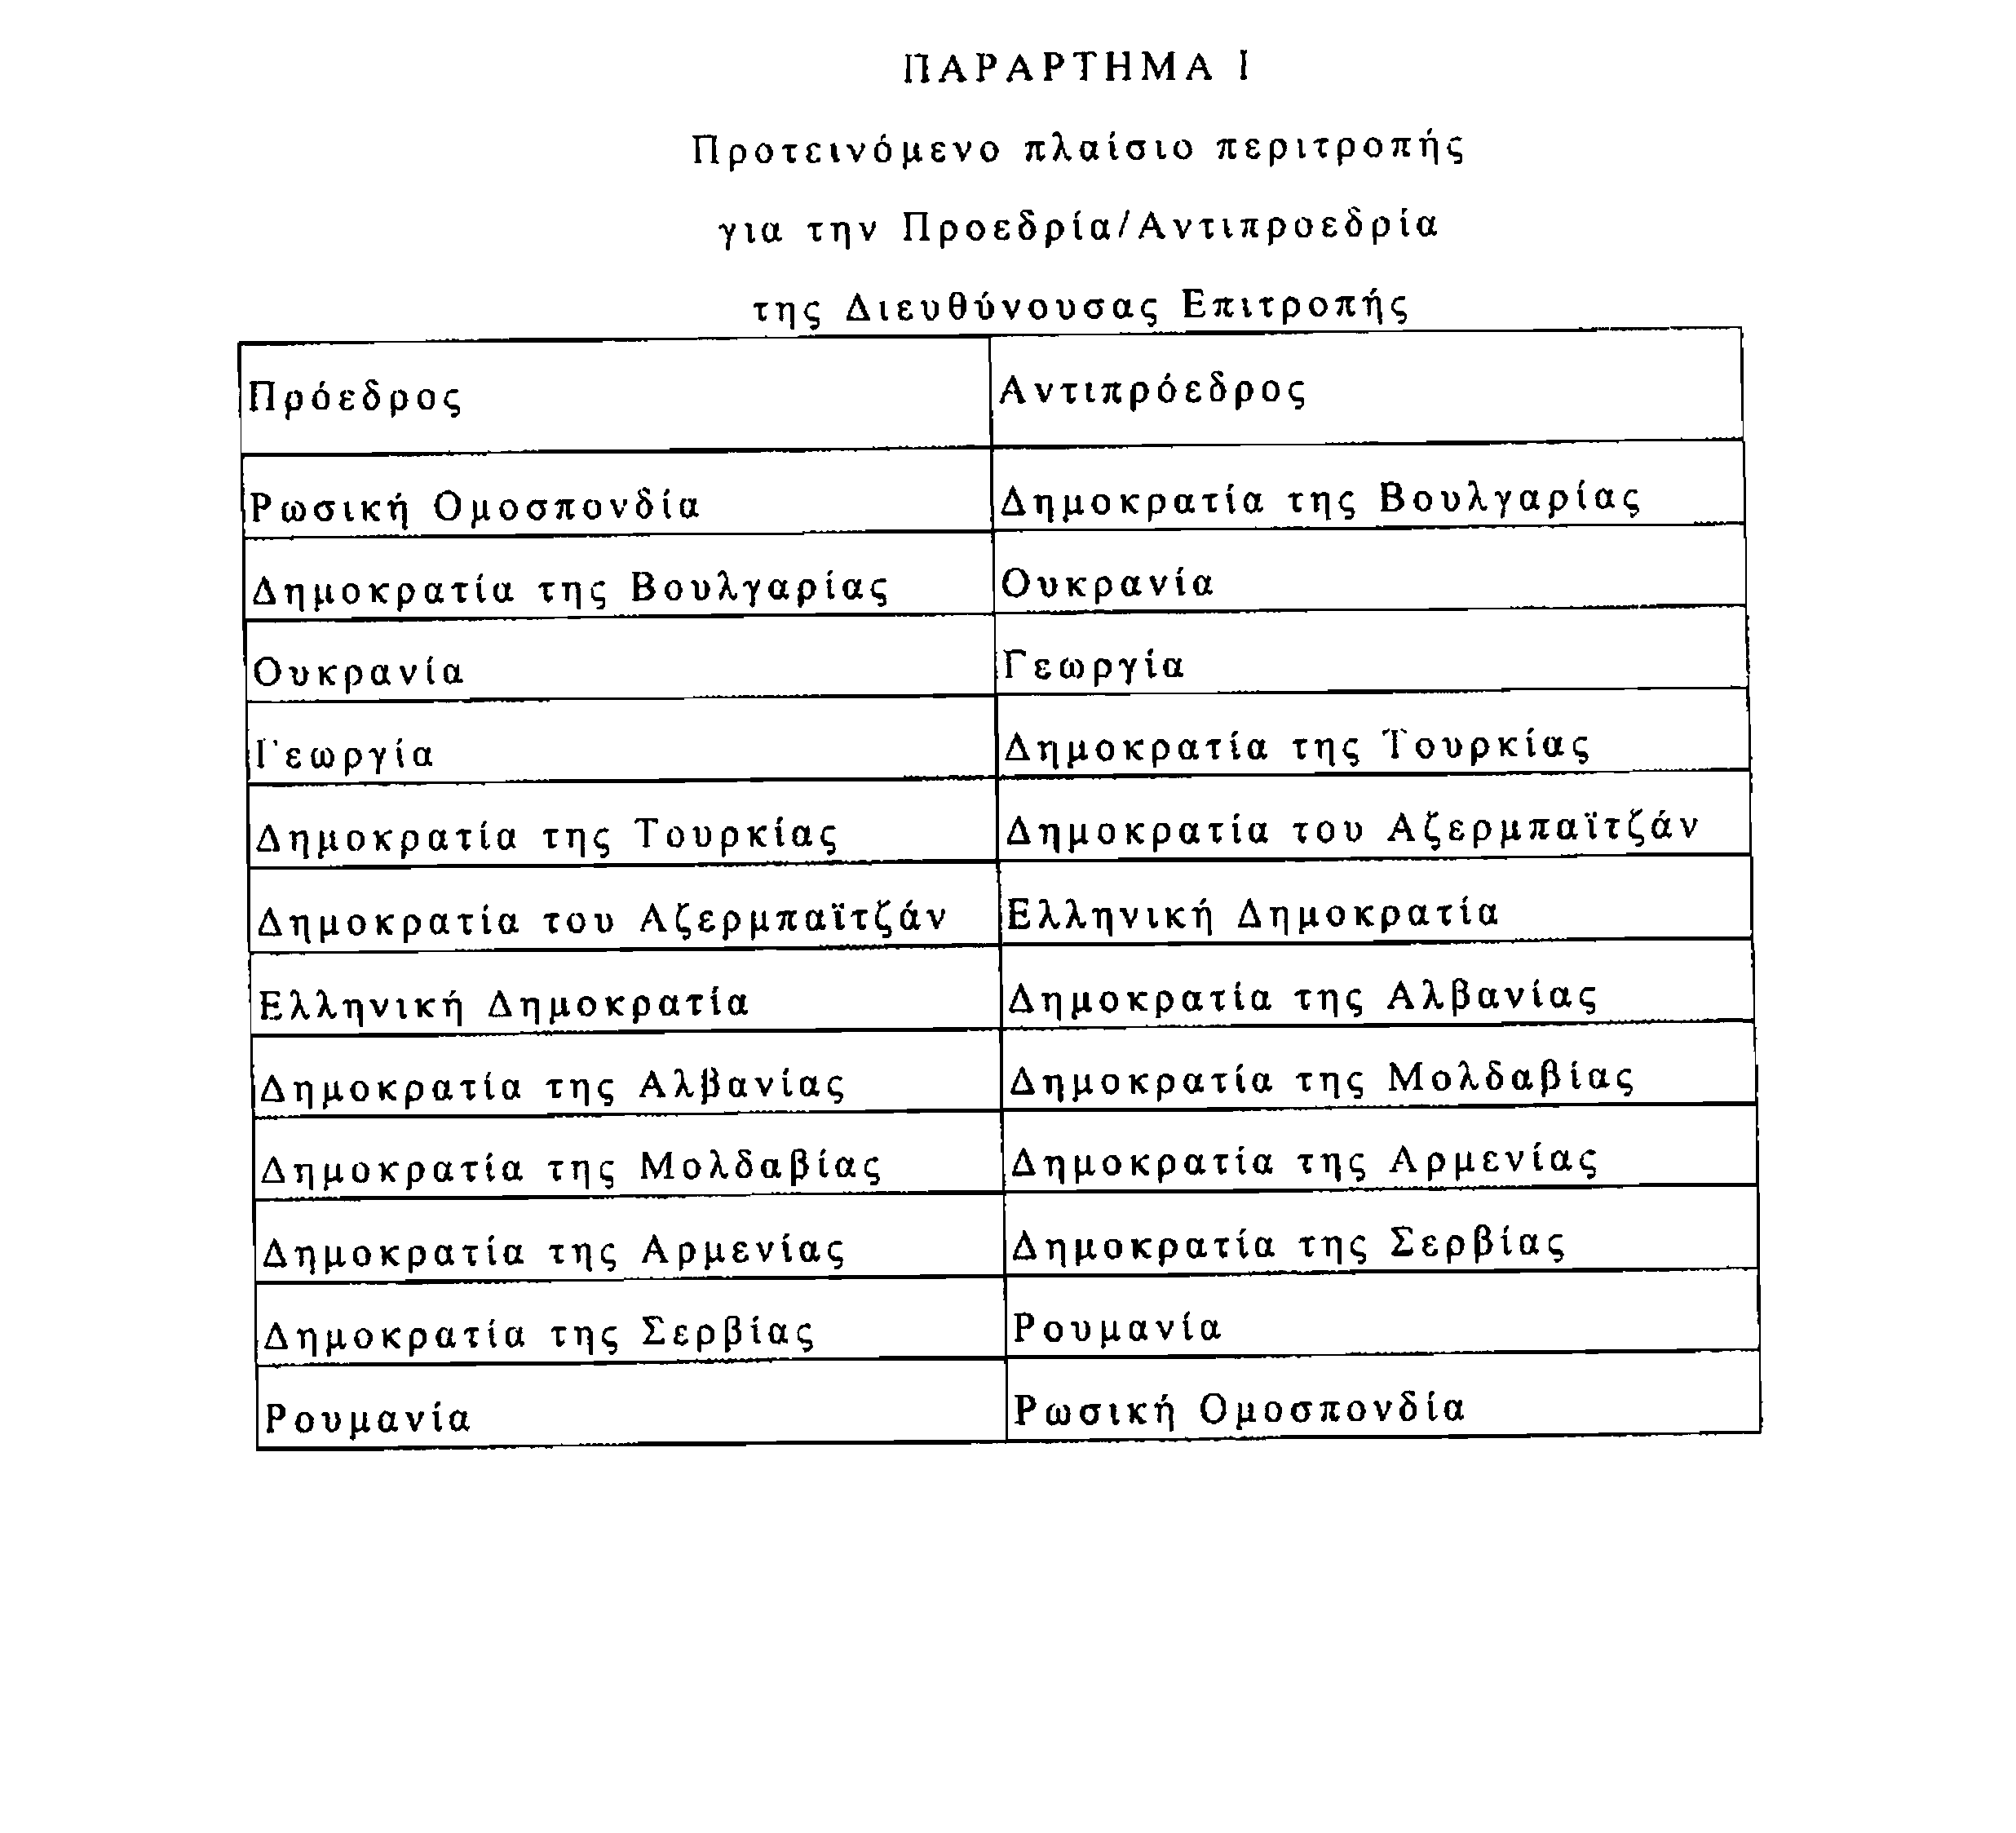 ΠΑΡΑΡΤΗΜΑ Ι
Προτεινόμενο πλαίσιο περιτροπής
για την Προεδρία/Αντιπροεδρία
της Διευθύνουσας Επιτροπής
Πρόεδρος Αντιπρόεδρος
Ρωσική Ομοσπονδία Δημοκρατία της Βουλγαρίας
Δημοκρατία της Βουλγαρίας Ουκρανία
Ουκρανία Γεωργία
Γεωργία Δημοκρατία της Τουρκίας
Δημοκρατία της Τουρκίας Δημοκρατία του Αζερμπαϊτζάν
Δημοκρατία του Αζερμπαϊτζάν Ελληνική Δημοκρατία
Ελληνική Δημοκρατία Δημοκρατία της Αλβανίας
Δημοκρατία της Αλβανίας Δημοκρατία της Μολδαβίας
Δημοκρατία της Μολδαβίας Δημοκρατία της Αρμενίας
Δημοκρατία της Αρμενίας Δημοκρατία της Σερβίας
Δημοκρατία της Σερβίας Ρουμανία
Ρουμανία Ρωσική Ομοσπονδία